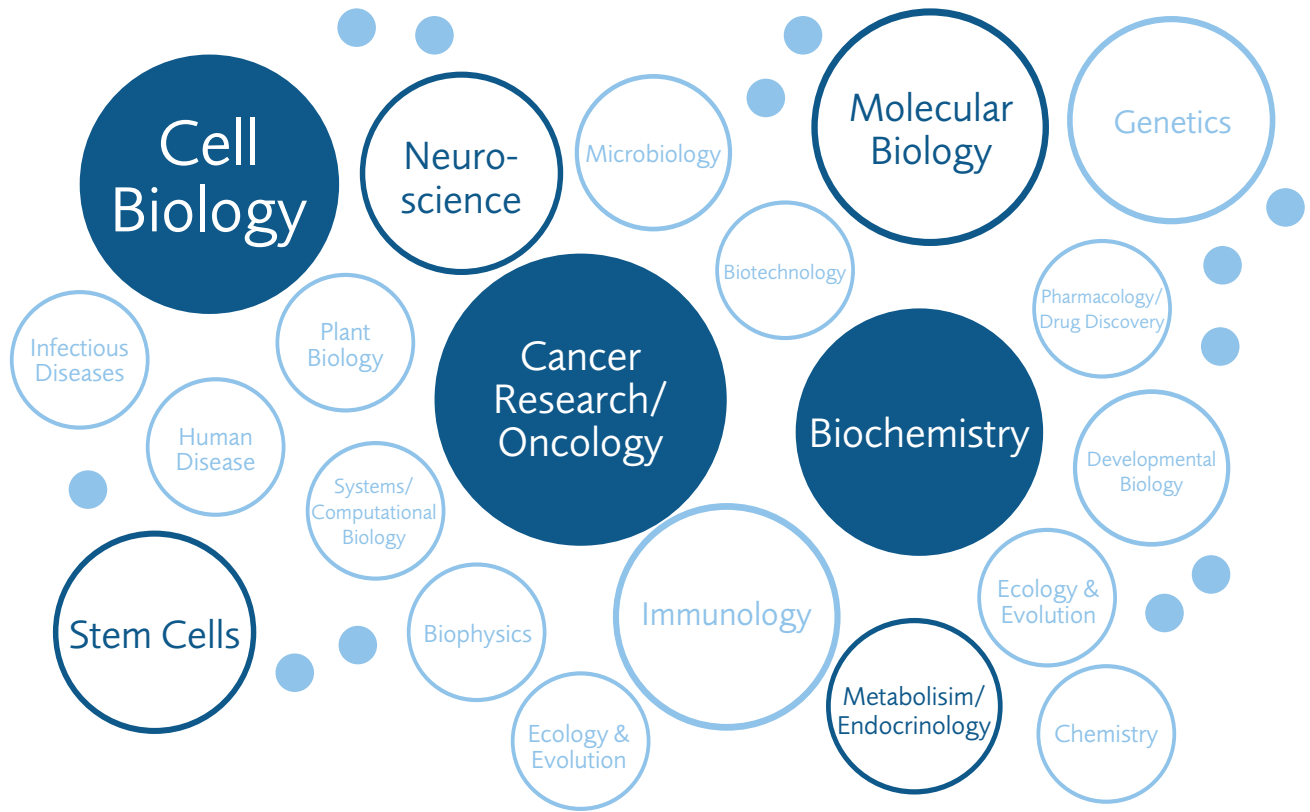 Cell
Biology
Neuro-
science
Microbiology
Molecular
Biology
Genetics
Biotechnology
Pharmacology/
Drug Discovery
Infectious
Diseases
Plant
Biology
Cancer
Research/
Oncology
Biochemistry
Human
Disease
Developmental
Biology
Systems/
Computational
Biology
Stem Cells
Biophysics
Immunology
Ecology &
Evolution
Metabolisim/
Endocrinology
Ecology &
Evolution
Chemistry